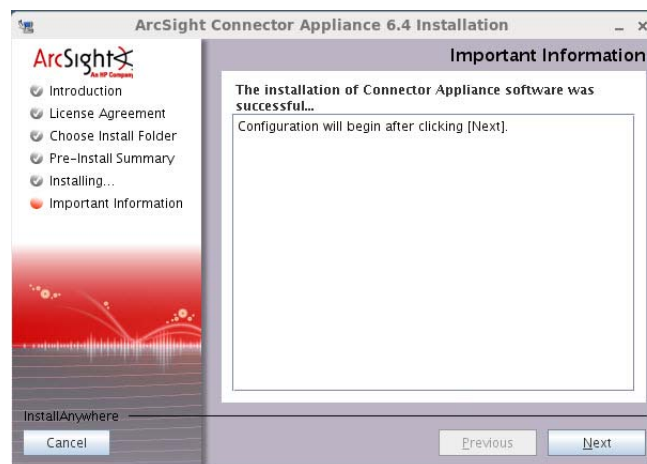 ArcSight Connector Appliance 6.4 Installation
ArcSight
An HP Company
Important Information
Introduction
License Agreement
Choose Install Folder
Pre-Install Summary
Installing...
Important Information
The installation of Connector Appliance software was
successful...
Configuration will begin after clicking [Next].
InstallAnywhere
Cancel
Previous
Next